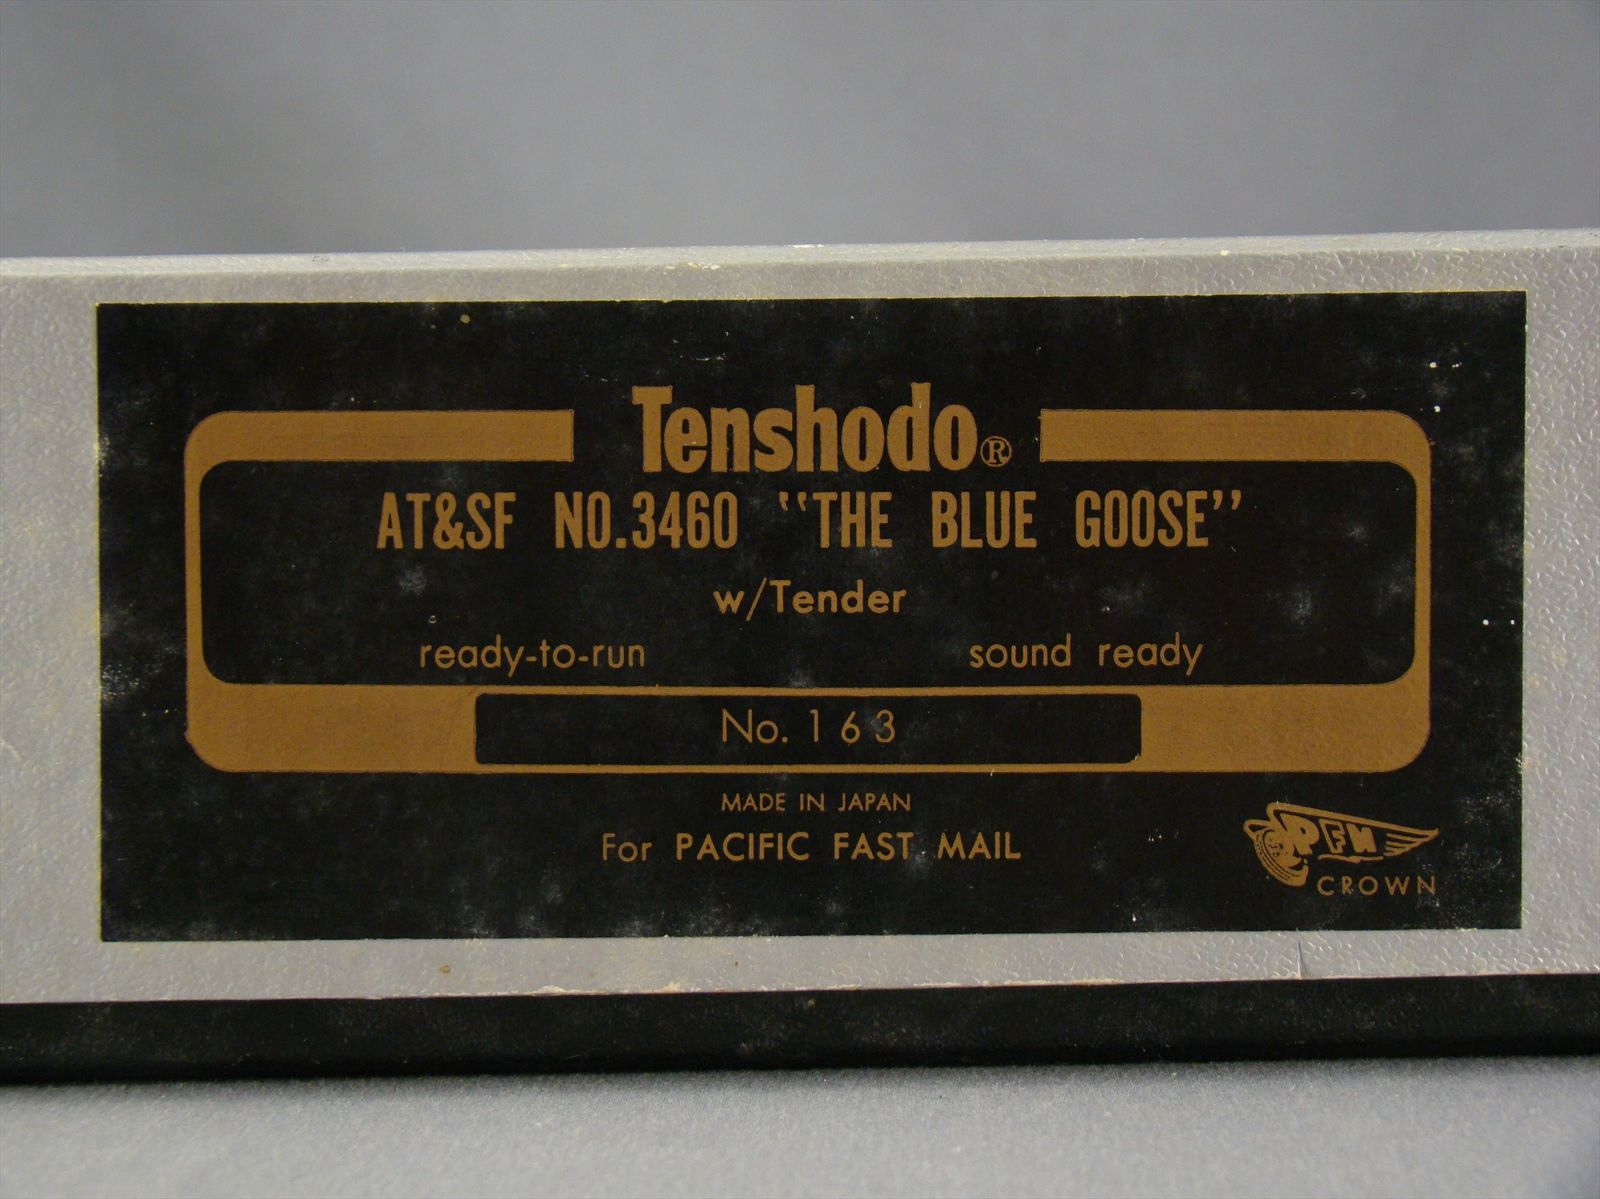 Tenshodo®
AT&SF NO.3460 "THE BLUE GOOSE"
w/Tender
ready-to-run sound ready
No. 163
MADE IN JAPAN
For PACIFIC FAST MAIL
PFM
CROWN